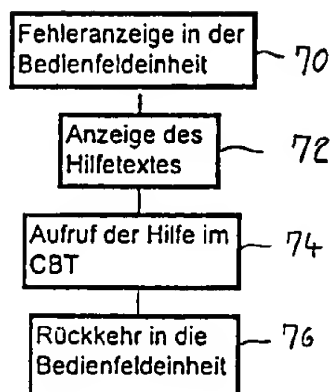 Fehleranzeige in der
Bedienfeldeinheit
70
Anzeige des
Hilfetextes
72
Aufruf der Hilfe im
CBT
74
Rückkehr in die
Bedienfeldeinheit
76